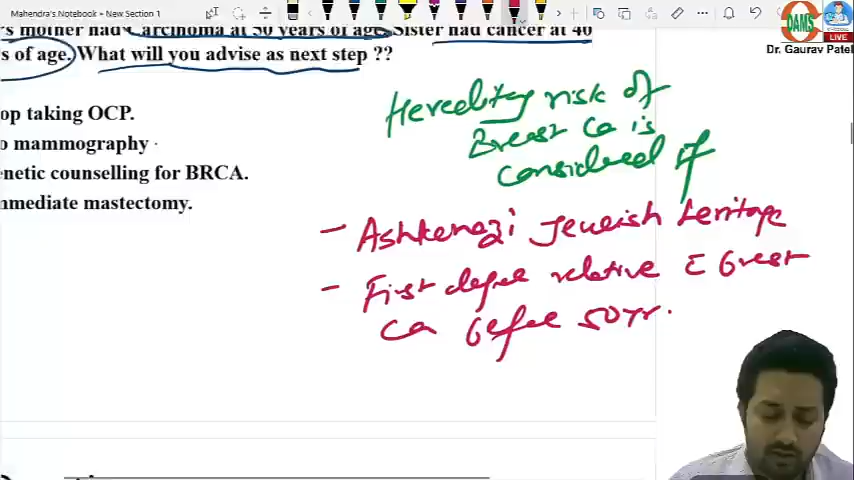 Mahendra's Notebook • New Section 1
's mother had Carcinoma at 50 years of age. Sister had cancer at 40
s of age. What will you advise as next step ??
op taking OCP.
o mammography
enetic counselling for BRCA.
mmediate mastectomy.
Hereditary risk of
Breast Ca is
considered if
- Ashkenazi Jewish heritage
- First degree relative c Breast
Ca before 50yr.
DAMS
LIVE
Dr. Gaurav Patel